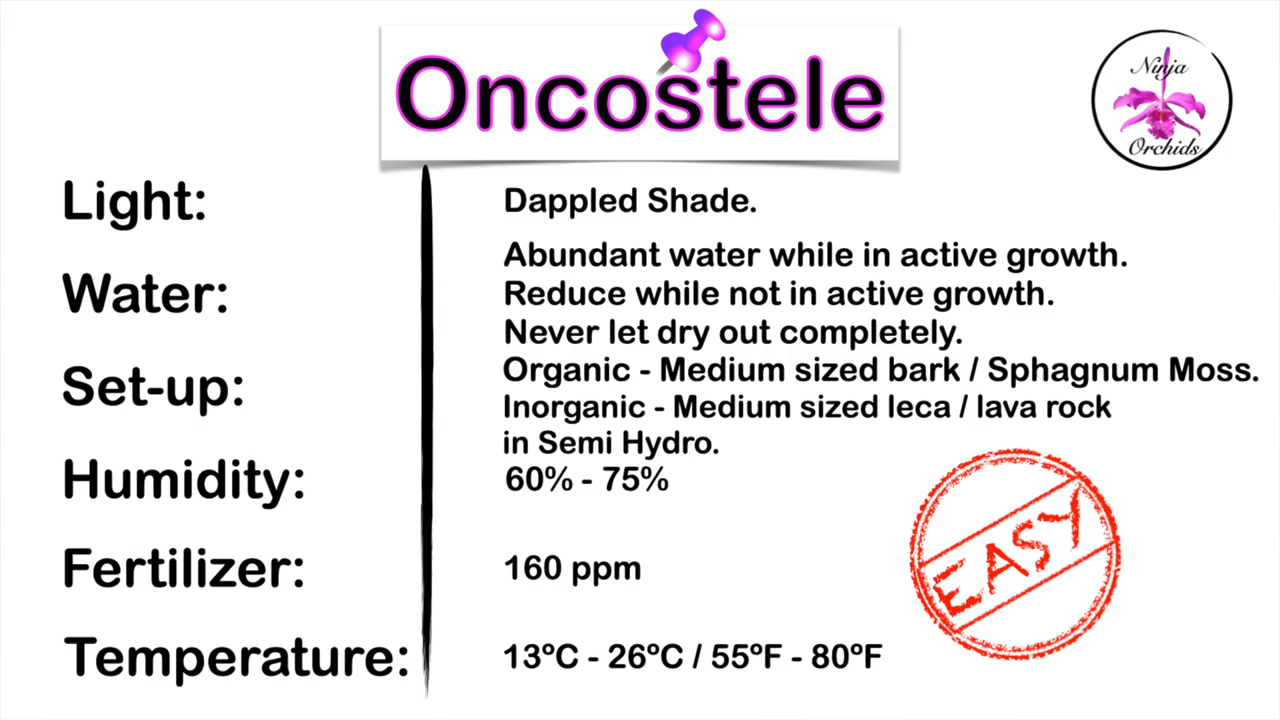 Oncostele
Ninja
Orchids
Light:
Dappled Shade.
Water:
Abundant water while in active growth.
Reduce while not in active growth.
Never let dry out completely.
Set-up:
Organic - Medium sized bark / Sphagnum Moss.
Inorganic - Medium sized leca / lava rock
in Semi Hydro.
Humidity:
60% - 75%
Fertilizer:
160 ppm
Temperature:
13ºC - 26ºC / 55ºF - 80ºF
EASY